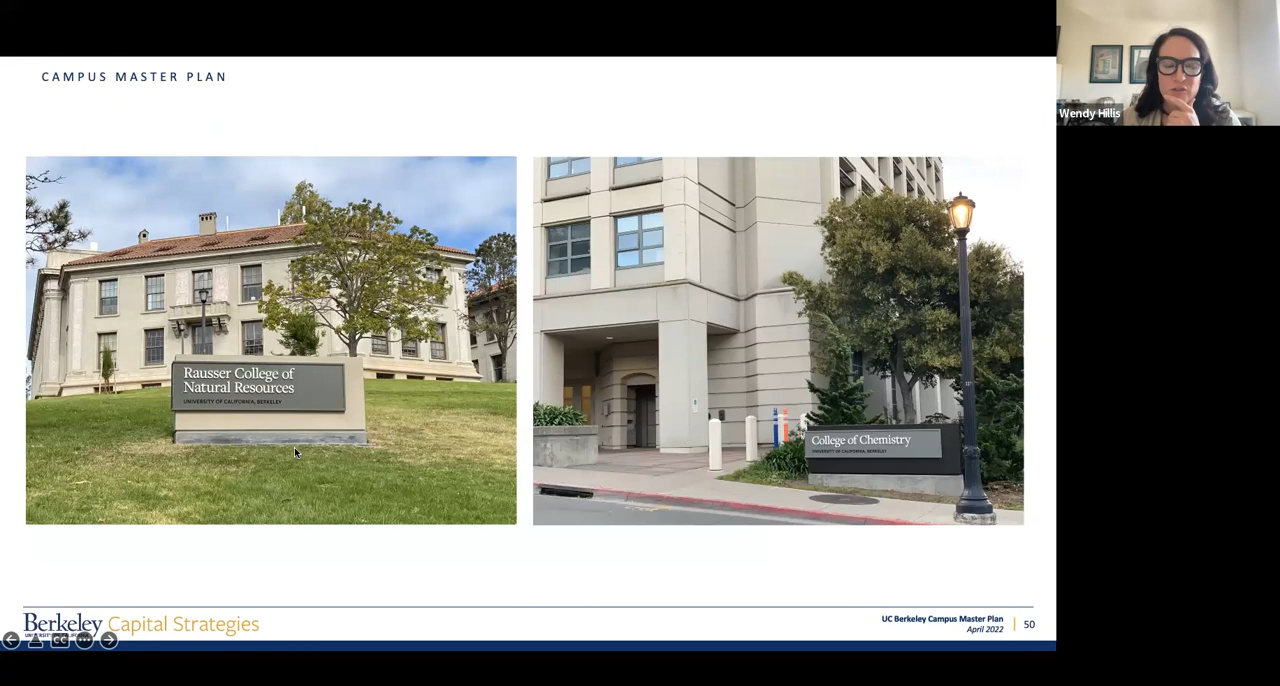 CAMPUS MASTER PLAN
Wendy Hillis
Rausser College of
Natural Resources
UNIVERSITY OF CALIFORNIA, BERKELEY
College of Chemistry
UNIVERSITY OF CALIFORNIA, BERKELEY
Berkeley Capital Strategies
CC
UC Berkeley Campus Master Plan
April 2022
50